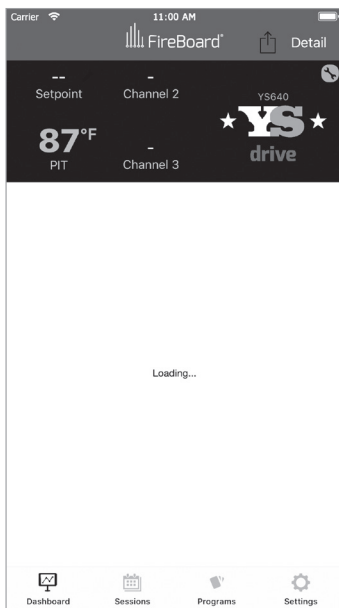 Carrier 11:00 AM
FireBoard® Detail
-- - YS640
Setpoint Channel 2
YS
87°F - drive
PIT Channel 3
Loading...
Dashboard Sessions Programs Settings